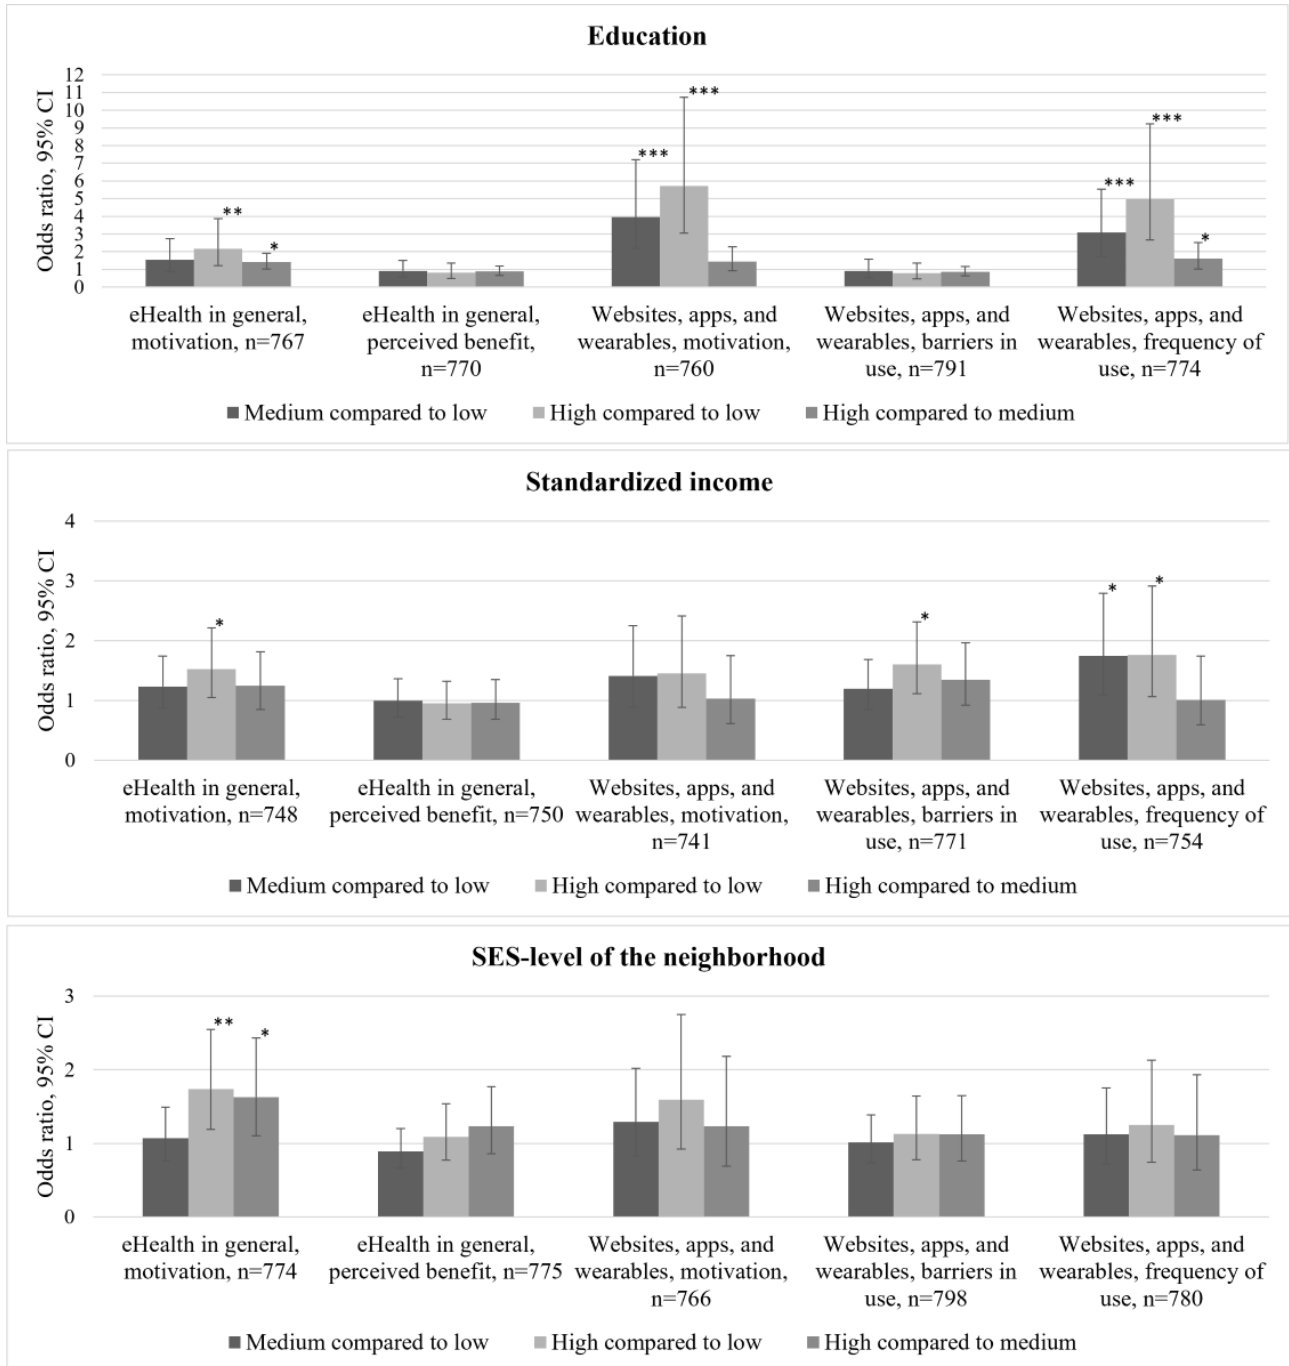 Education
Odds ratio, 95% CI
12
11
10
9
8
7
6
5
4
3
2
1
0
**
*
***
***
***
***
*
eHealth in general,
motivation, n=767
eHealth in general,
perceived benefit,
n=770
Websites, apps, and
wearables, motivation,
n=760
Websites, apps, and
wearables, barriers in
use, n=791
Websites, apps, and
wearables, frequency of
use, n=774
Medium compared to low
High compared to low
High compared to medium
Standardized income
Odds ratio, 95% CI
4
3
2
1
0
*
*
*
*
eHealth in general,
motivation, n=748
eHealth in general,
perceived benefit, n=750
Websites, apps, and
wearables, motivation,
n=741
Websites, apps, and
wearables, barriers in
use, n=771
Websites, apps, and
wearables, frequency of
use, n=754
Medium compared to low
High compared to low
High compared to medium
SES-level of the neighborhood
Odds ratio, 95% CI
3
2
1
0
**
*
eHealth in general,
motivation, n=774
eHealth in general,
perceived benefit, n=775
Websites, apps, and
wearables, motivation,
n=766
Websites, apps, and
wearables, barriers in
use, n=798
Websites, apps, and
wearables, frequency of
use, n=780
Medium compared to low
High compared to low
High compared to medium